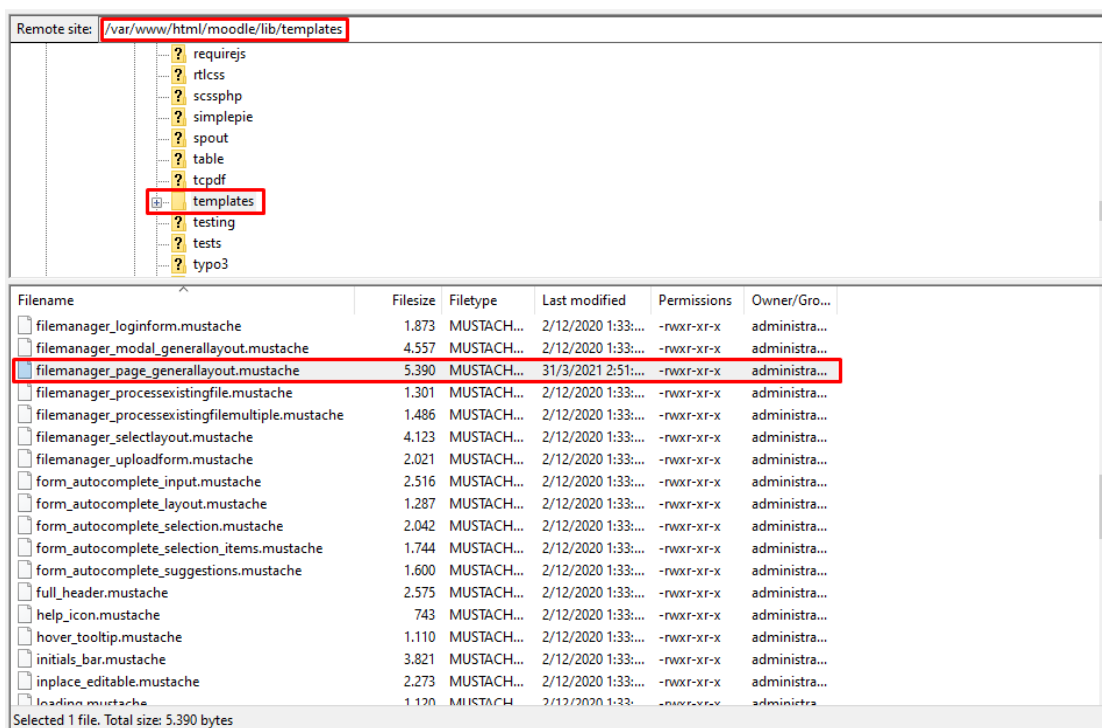 Remote site: /var/www/html/moodle/lib/templates
requirejs
rtlcss
scssphp
simplepie
spout
table
tcpdf
templates
testing
tests
typo3
Filename Filesize Filetype Last modified Permissions Owner/Gro...
filemanager_loginform.mustache 1.873 MUSTACH... 2/12/2020 1:33:... -rwxr-xr-x administra...
filemanager_modal_generallayout.mustache 4.557 MUSTACH... 2/12/2020 1:33:... -rwxr-xr-x administra...
filemanager_page_generallayout.mustache 5.390 MUSTACH... 31/3/2021 2:51:... -rwxr-xr-x administra...
filemanager_processexistingfile.mustache 1.301 MUSTACH... 2/12/2020 1:33:... -rwxr-xr-x administra...
filemanager_processexistingfilemultiple.mustache 1.486 MUSTACH... 2/12/2020 1:33:... -rwxr-xr-x administra...
filemanager_selectlayout.mustache 4.123 MUSTACH... 2/12/2020 1:33:... -rwxr-xr-x administra...
filemanager_uploadform.mustache 2.021 MUSTACH... 2/12/2020 1:33:... -rwxr-xr-x administra...
form_autocomplete_input.mustache 2.516 MUSTACH... 2/12/2020 1:33:... -rwxr-xr-x administra...
form_autocomplete_layout.mustache 1.287 MUSTACH... 2/12/2020 1:33:... -rwxr-xr-x administra...
form_autocomplete_selection.mustache 2.042 MUSTACH... 2/12/2020 1:33:... -rwxr-xr-x administra...
form_autocomplete_selection_items.mustache 1.744 MUSTACH... 2/12/2020 1:33:... -rwxr-xr-x administra...
form_autocomplete_suggestions.mustache 1.600 MUSTACH... 2/12/2020 1:33:... -rwxr-xr-x administra...
full_header.mustache 2.575 MUSTACH... 2/12/2020 1:33:... -rwxr-xr-x administra...
help_icon.mustache 743 MUSTACH... 2/12/2020 1:33:... -rwxr-xr-x administra...
hover_tooltip.mustache 1.110 MUSTACH... 2/12/2020 1:33:... -rwxr-xr-x administra...
initials_bar.mustache 3.821 MUSTACH... 2/12/2020 1:33:... -rwxr-xr-x administra...
inplace_editable.mustache 2.273 MUSTACH... 2/12/2020 1:33:... -rwxr-xr-x administra...
loading.mustache 1.120 MUSTACH... 2/12/2020 1:33:... -rwxr-xr-x administra...
Selected 1 file. Total size: 5.390 bytes